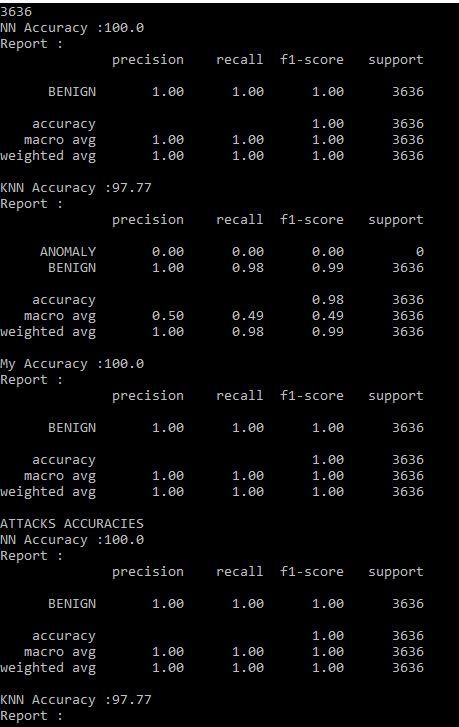 3636
NN Accuracy :100.0
Report :
precision recall f1-score support
BENIGN 1.00 1.00 1.00 3636
accuracy 1.00 3636
macro avg 1.00 1.00 1.00 3636
weighted avg 1.00 1.00 1.00 3636
KNN Accuracy :97.77
Report :
precision recall f1-score support
ANOMALY 0.00 0.00 0.00 0
BENIGN 1.00 0.98 0.99 3636
accuracy 0.98 3636
macro avg 0.50 0.49 0.49 3636
weighted avg 1.00 0.98 0.99 3636
My Accuracy :100.0
Report :
precision recall f1-score support
BENIGN 1.00 1.00 1.00 3636
accuracy 1.00 3636
macro avg 1.00 1.00 1.00 3636
weighted avg 1.00 1.00 1.00 3636
ATTACKS ACCURACIES
NN Accuracy :100.0
Report :
precision recall f1-score support
BENIGN 1.00 1.00 1.00 3636
accuracy 1.00 3636
macro avg 1.00 1.00 1.00 3636
weighted avg 1.00 1.00 1.00 3636
KNN Accuracy :97.77
Report :